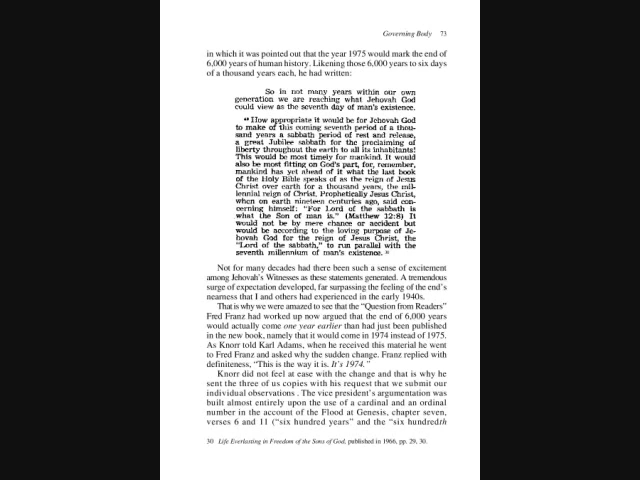 Governing Body 73
in which it was pointed out that the year 1975 would mark the end of
6,000 years of human history. Likening those 6,000 years to six days
of a thousand years each, he had written:
So in not many years within our own
generation we are reaching what Jehovah God
could view as the seventh day of man's existence.
⁴¹ How appropriate it would be for Jehovah God
to make of this coming seventh period of a thou-
sand years a sabbath period of rest and release,
a great Jubilee sabbath for the proclaiming of
liberty throughout the earth to all its inhabitants!
This would be most timely for mankind. It would
also be most fitting on God's part, for, remember,
mankind has yet ahead of it what the last book
of the Holy Bible speaks of as the reign of Jesus
Christ over earth for a thousand years, the mil-
lennial reign of Christ. Prophetically Jesus Christ,
when on earth nineteen centuries ago, said con-
cerning himself: "For Lord of the sabbath is
what the Son of man is." (Matthew 12:8) It
would not be by mere chance or accident but
would be according to the loving purpose of Je-
hovah God for the reign of Jesus Christ, the
"Lord of the sabbath," to run parallel with the
seventh millennium of man's existence. ³⁰
Not for many decades had there been such a sense of excitement
among Jehovah's Witnesses as these statements generated. A tremendous
surge of expectation developed, far surpassing the feeling of the end's
nearness that I and others had experienced in the early 1940s.
That is why we were amazed to see that the "Question from Readers"
Fred Franz had worked up now argued that the end of 6,000 years
would actually come one year earlier than had just been published
in the new book, namely that it would come in 1974 instead of 1975.
As Knorr told Karl Adams, when he received this material he went
to Fred Franz and asked why the sudden change. Franz replied with
definiteness, "This is the way it is. It's 1974."
Knorr did not feel at ease with the change and that is why he
sent the three of us copies with his request that we submit our
individual observations . The vice president's argumentation was
built almost entirely upon the use of a cardinal and an ordinal
number in the account of the Flood at Genesis, chapter seven,
verses 6 and 11 ("six hundred years" and the "six hundredth
30 Life Everlasting in Freedom of the Sons of God, published in 1966, pp. 29, 30.